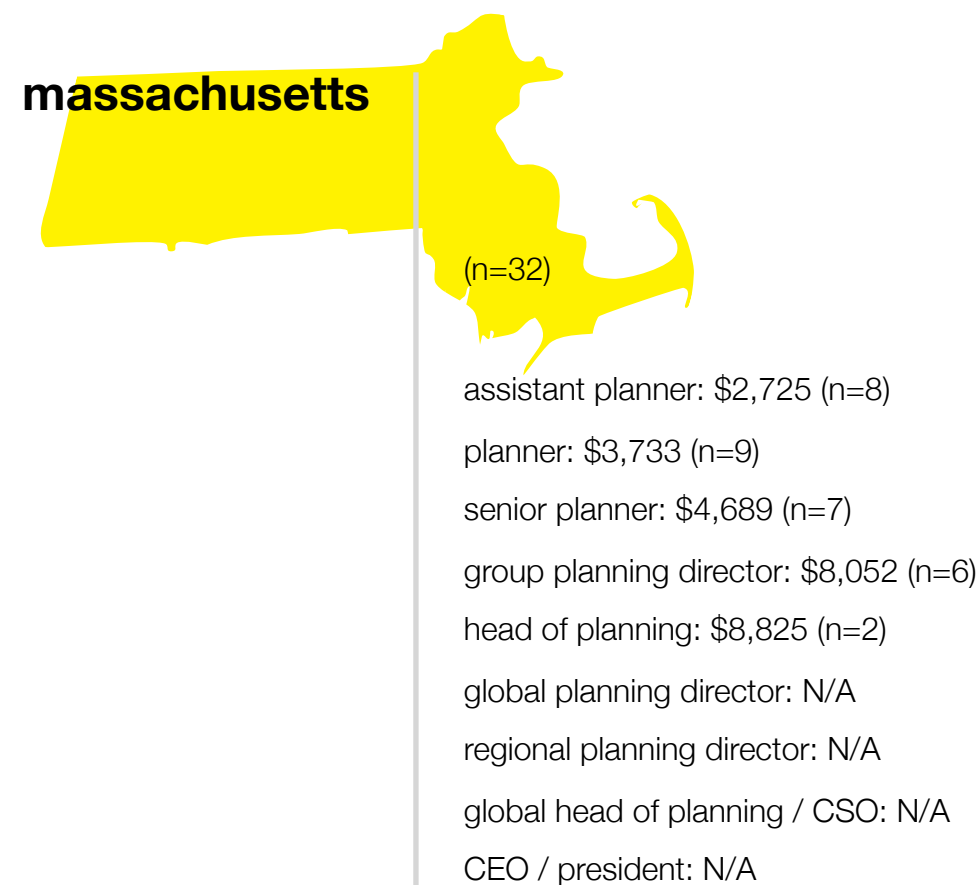 massachusetts
(n=32)
assistant planner: $2,725 (n=8)
planner: $3,733 (n=9)
senior planner: $4,689 (n=7)
group planning director: $8,052 (n=6)
head of planning: $8,825 (n=2)
global planning director: N/A
regional planning director: N/A
global head of planning / CSO: N/A
CEO / president: N/A